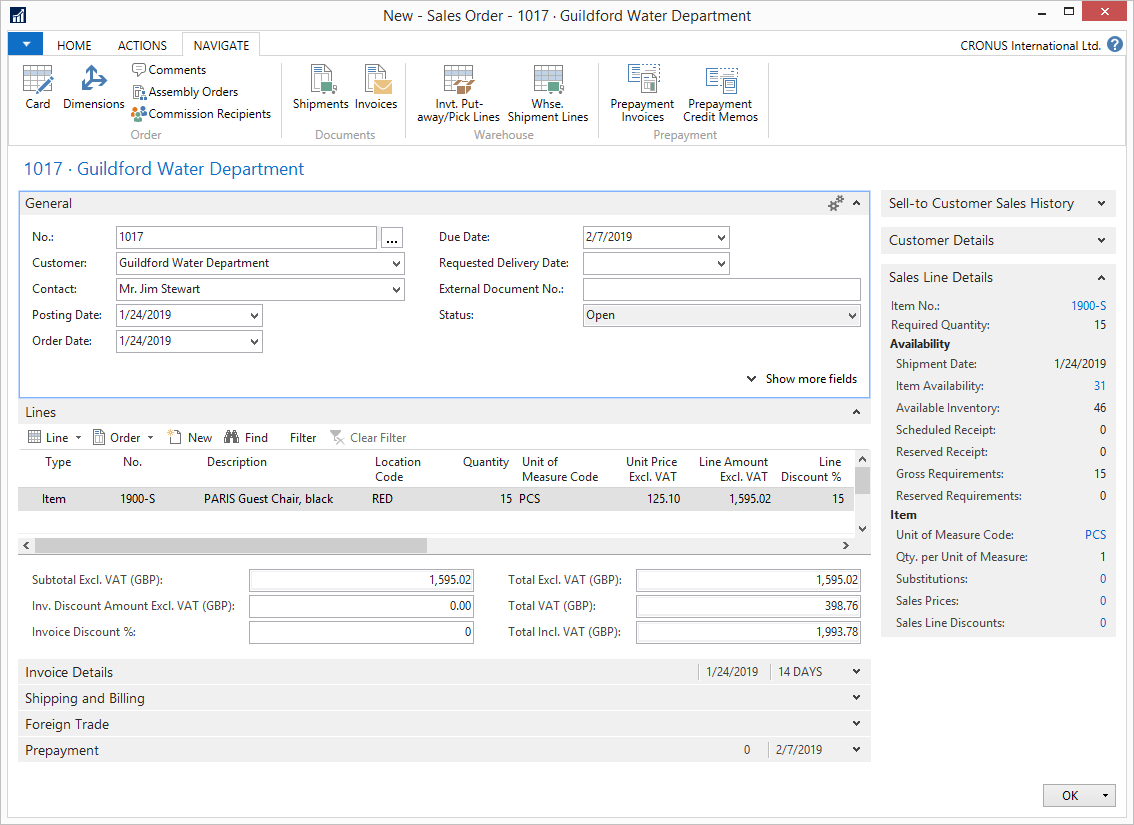 New - Sales Order - 1017 · Guildford Water Department
HOME ACTIONS NAVIGATE
CRONUS International Ltd. ?
Card
Dimensions
Comments
Assembly Orders
Commission Recipients
Order
Shipments
Invoices
Documents
Invt. Put-
away/Pick Lines
Whse.
Shipment Lines
Warehouse
Prepayment
Invoices
Prepayment
Credit Memos
Prepayment
1017 · Guildford Water Department
General
No.: 1017 ...
Customer: Guildford Water Department
Contact: Mr. Jim Stewart
Posting Date: 1/24/2019
Order Date: 1/24/2019
Due Date: 2/7/2019
Requested Delivery Date:
External Document No.:
Status: Open
Show more fields
Lines
Line Order New Find Filter Clear Filter
Type No. Description Location Code Quantity Unit of Measure Code Unit Price Excl. VAT Line Amount Excl. VAT Line Discount %
Item 1900-S PARIS Guest Chair, black RED 15 PCS 125.10 1,595.02 15
Subtotal Excl. VAT (GBP): 1,595.02
Inv. Discount Amount Excl. VAT (GBP): 0.00
Invoice Discount %: 0
Total Excl. VAT (GBP): 1,595.02
Total VAT (GBP): 398.76
Total Incl. VAT (GBP): 1,993.78
Invoice Details 1/24/2019 14 DAYS
Shipping and Billing
Foreign Trade
Prepayment 0 2/7/2019
Sell-to Customer Sales History
Customer Details
Sales Line Details
Item No.: 1900-S
Required Quantity: 15
Availability
Shipment Date: 1/24/2019
Item Availability: 31
Available Inventory: 46
Scheduled Receipt: 0
Reserved Receipt: 0
Gross Requirements: 15
Reserved Requirements: 0
Item
Unit of Measure Code: PCS
Qty. per Unit of Measure: 1
Substitutions: 0
Sales Prices: 0
Sales Line Discounts: 0
OK